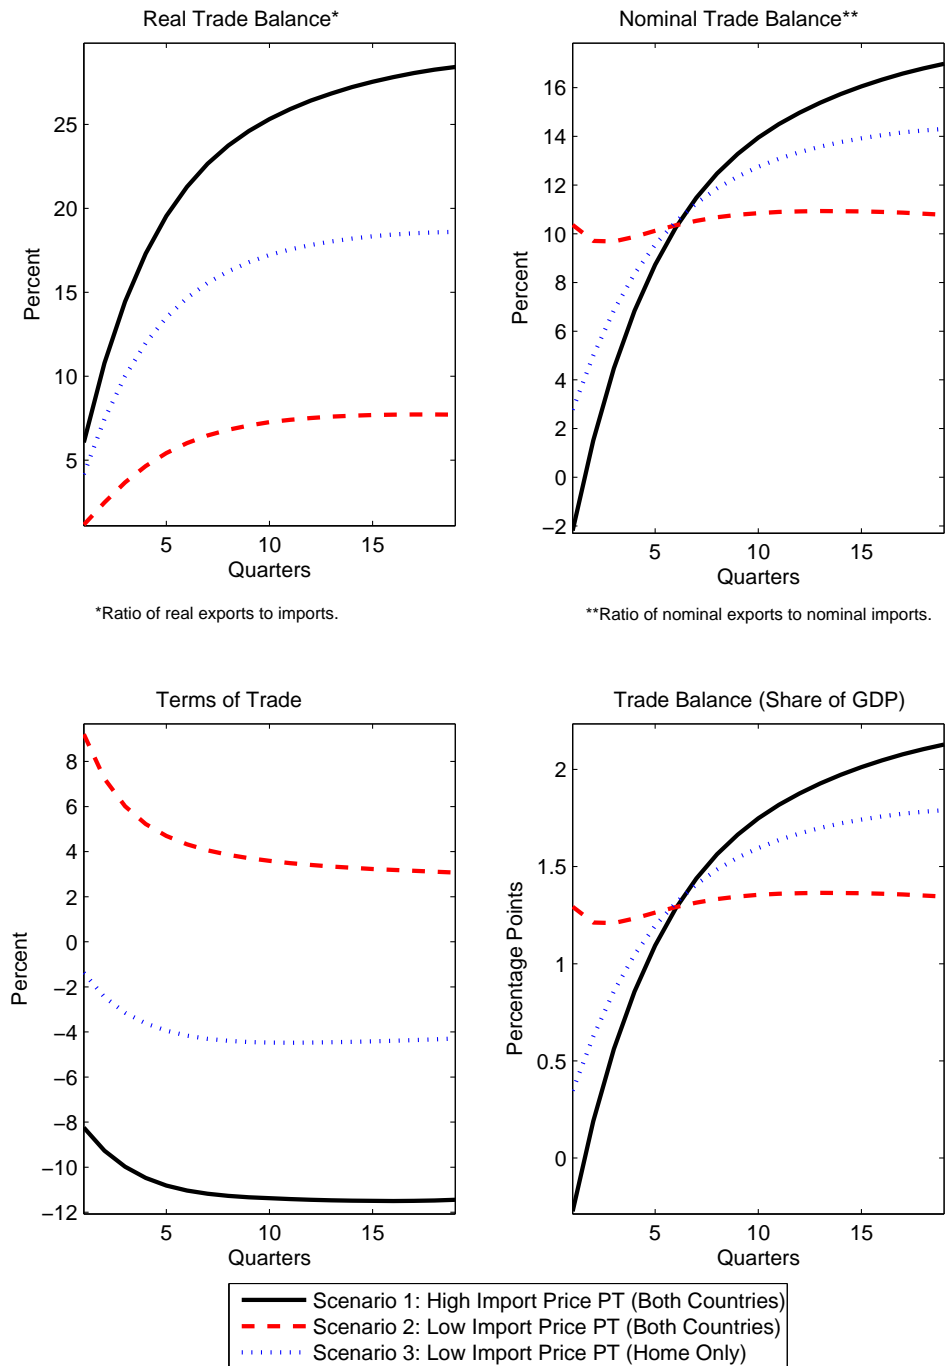 Real Trade Balance*
25
20
15
10
5
Percent
5 10 15
Quarters
*Ratio of real exports to imports.
Nominal Trade Balance**
16
14
12
10
8
6
4
2
0
−2
Percent
5 10 15
Quarters
**Ratio of nominal exports to nominal imports.
Terms of Trade
8
6
4
2
0
−2
−4
−6
−8
−10
−12
Percent
5 10 15
Quarters
Trade Balance (Share of GDP)
2
1.5
1
0.5
0
Percentage Points
5 10 15
Quarters
Scenario 1: High Import Price PT (Both Countries)
Scenario 2: Low Import Price PT (Both Countries)
Scenario 3: Low Import Price PT (Home Only)